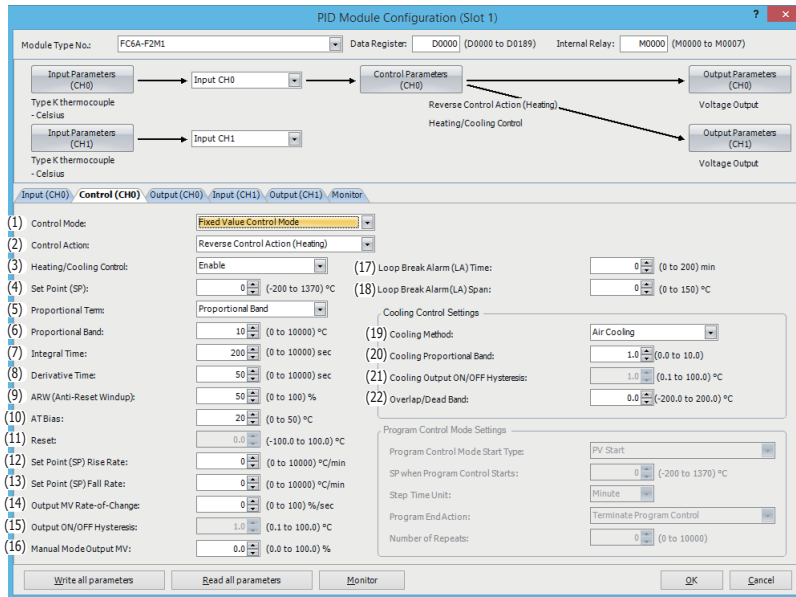 PID Module Configuration (Slot 1)
? ×
Module Type No.: FC6A-F2M1 Data Register: D0000 (D0000 to D0189) Internal Relay: M0000 (M0000 to M0007)
Input Parameters (CH0)
Input CH0
Control Parameters (CH0)
Output Parameters (CH0)
Type K thermocouple
- Celsius
Reverse Control Action (Heating)
Heating/Cooling Control
Voltage Output
Input Parameters (CH1)
Input CH1
Output Parameters (CH1)
Type K thermocouple
- Celsius
Voltage Output
Input (CH0) Control (CH0) Output (CH0) Input (CH1) Output (CH1) Monitor
(1) Control Mode: Fixed Value Control Mode
(2) Control Action: Reverse Control Action (Heating)
(3) Heating/Cooling Control: Enable
(4) Set Point (SP): 0 (-200 to 1370) °C
(5) Proportional Term: Proportional Band
(6) Proportional Band: 10 (0 to 10000) °C
(7) Integral Time: 200 (0 to 10000) sec
(8) Derivative Time: 50 (0 to 10000) sec
(9) ARW (Anti-Reset Windup): 50 (0 to 100) %
(10) AT Bias: 20 (0 to 50) °C
(11) Reset: 0.0 (-100.0 to 100.0) °C
(12) Set Point (SP) Rise Rate: 0 (0 to 10000) °C/min
(13) Set Point (SP) Fall Rate: 0 (0 to 10000) °C/min
(14) Output MV Rate-of-Change: 0 (0 to 100) %/sec
(15) Output ON/OFF Hysteresis: 1.0 (0.1 to 100.0) °C
(16) Manual Mode Output MV: 0.0 (0.0 to 100.0) %
(17) Loop Break Alarm (LA) Time: 0 (0 to 200) min
(18) Loop Break Alarm (LA) Span: 0 (0 to 150) °C
Cooling Control Settings
(19) Cooling Method: Air Cooling
(20) Cooling Proportional Band: 1.0 (0.0 to 10.0)
(21) Cooling Output ON/OFF Hysteresis: 1.0 (0.1 to 100.0) °C
(22) Overlap/Dead Band: 0.0 (-200.0 to 200.0) °C
Program Control Mode Settings
Program Control Mode Start Type: PV Start
SP when Program Control Starts: 0 (-200 to 1370) °C
Step Time Unit: Minute
Program End Action: Terminate Program Control
Number of Repeats: 0 (0 to 10000)
Write all parameters Read all parameters Monitor OK Cancel